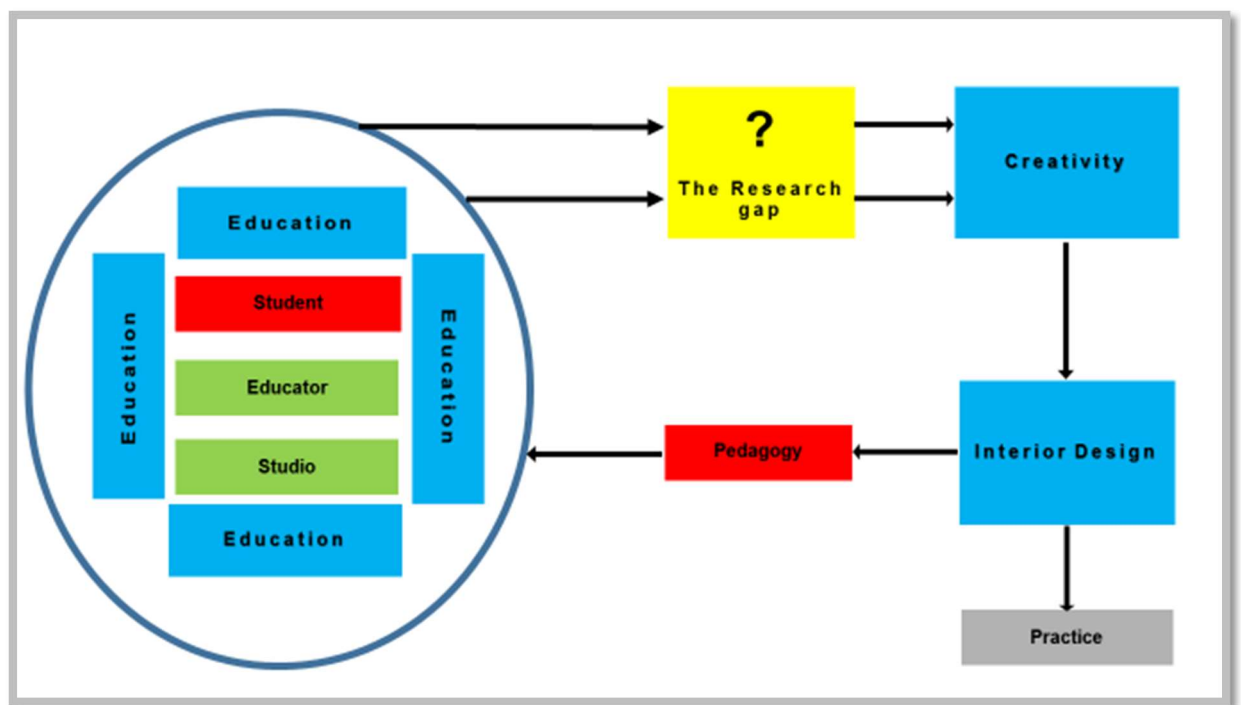 ?
The Research
gap
Creativity
Education
Student
Education
Educator
Education
Studio
Education
Pedagogy
Interior Design
Practice